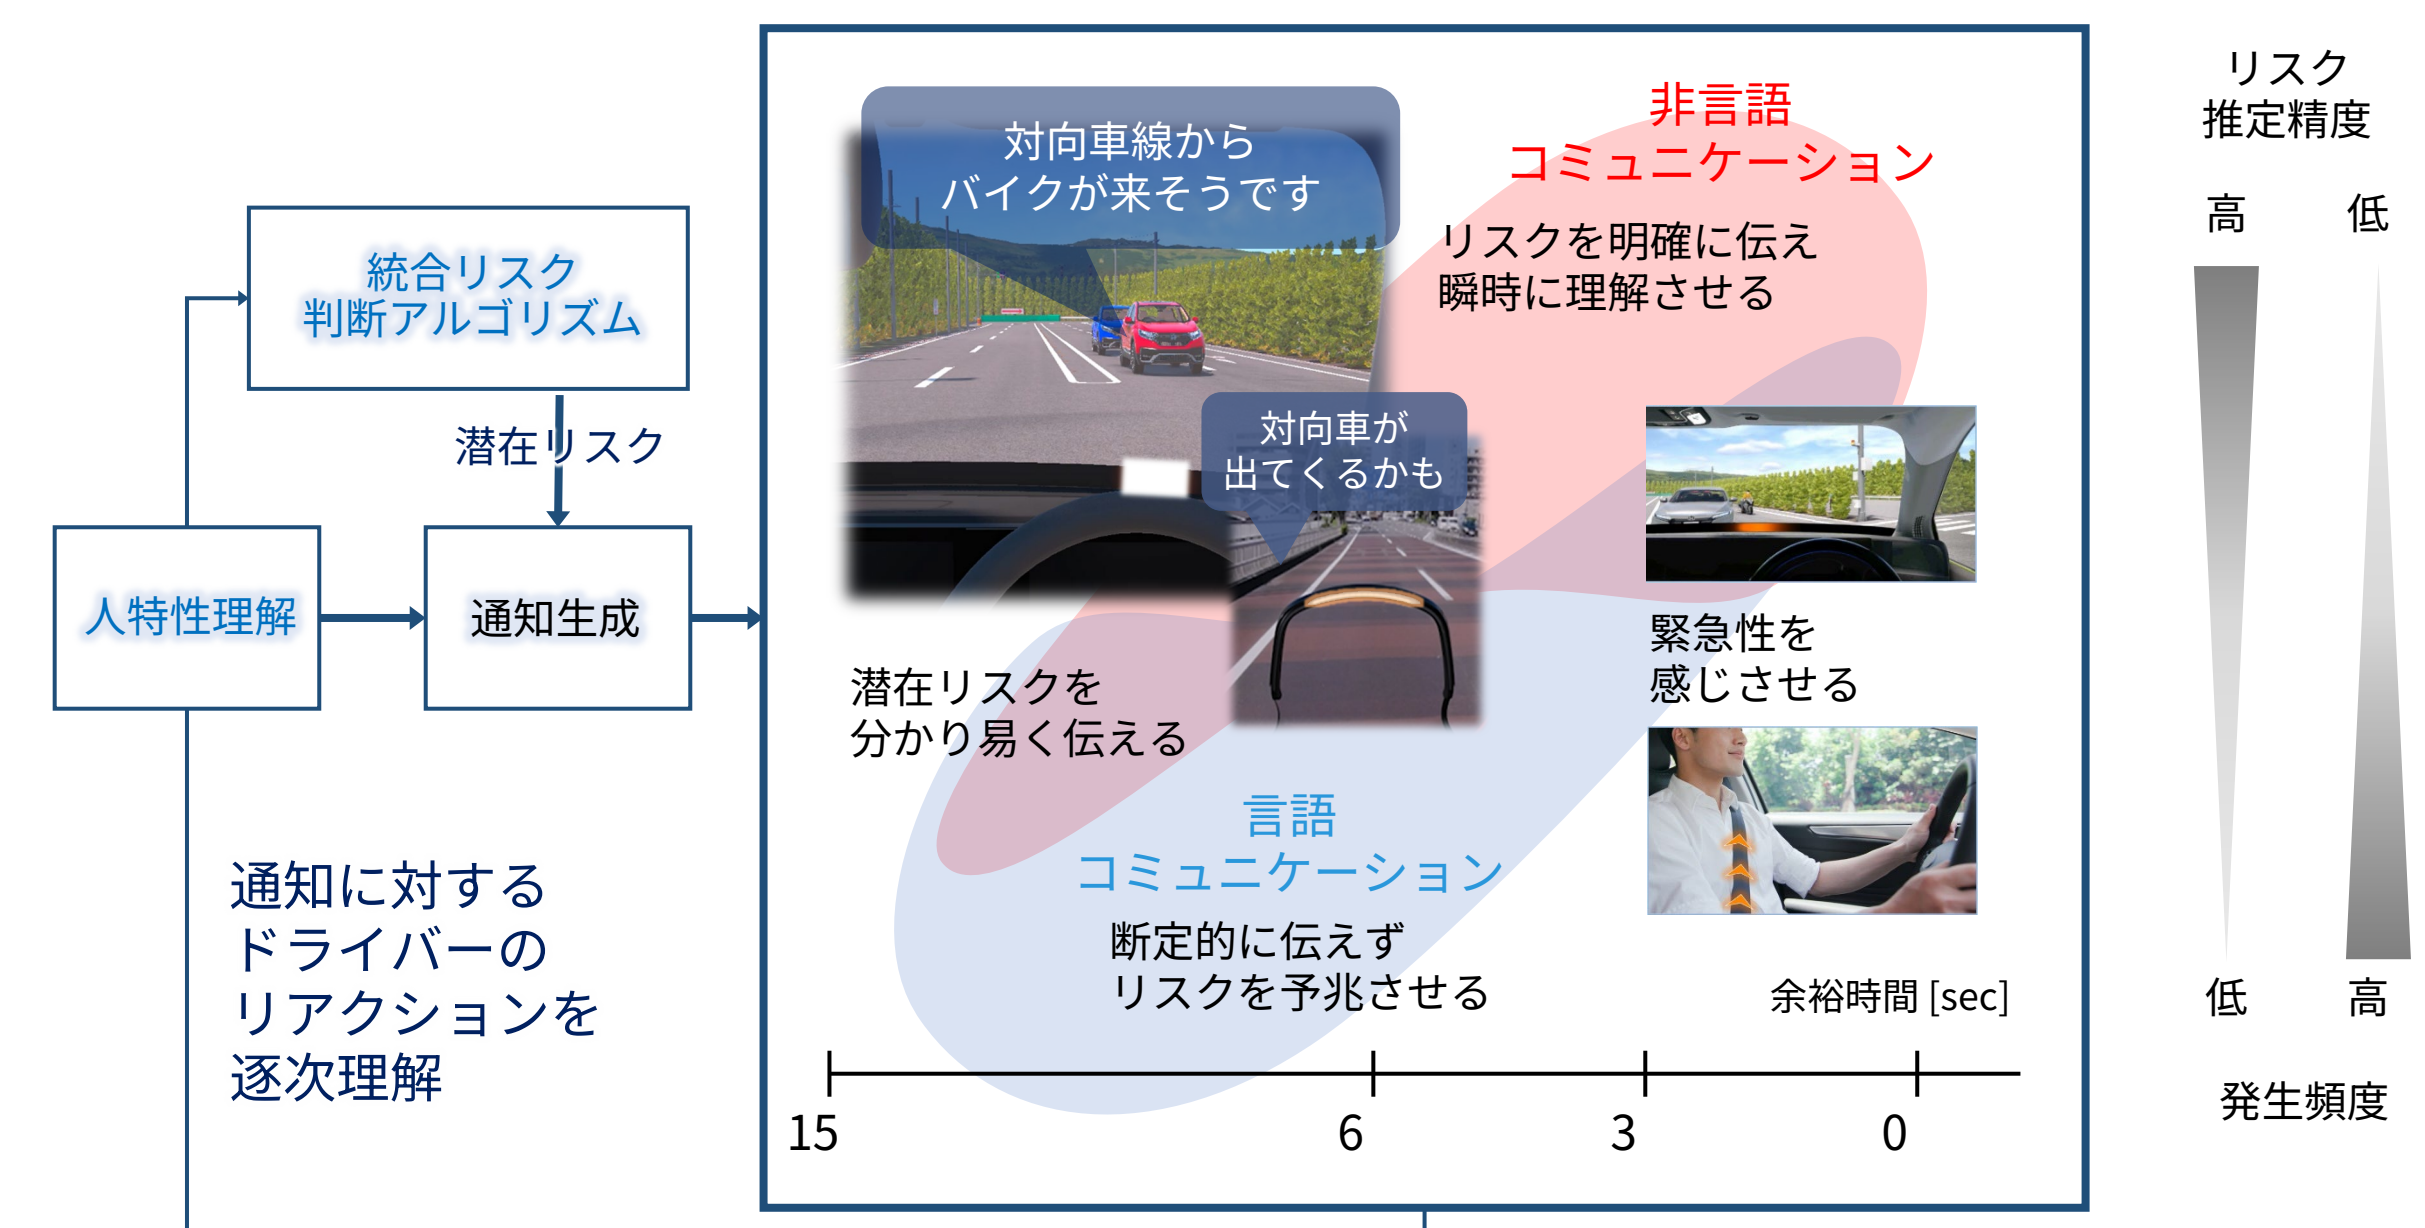 統合リスク
判断アルゴリズム
潜在リスク
人特性理解
通知生成
通知に対する
ドライバーの
リアクションを
逐次理解
対向車線から
バイクが来そうです
非言語
コミュニケーション
リスクを明確に伝え
瞬時に理解させる
対向車が
出てくるかも
緊急性を
感じさせる
潜在リスクを
分かり易く伝える
言語
コミュニケーション
断定的に伝えず
リスクを予兆させる
余裕時間 [sec]
15 6 3 0
リスク
推定精度
高 低
低 高
発生頻度